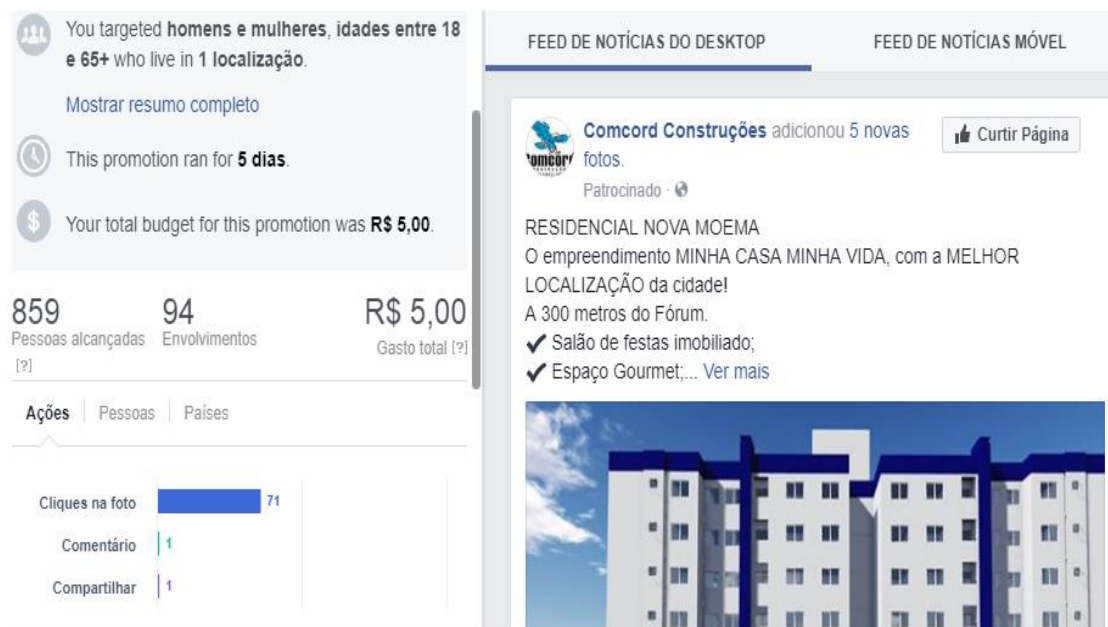 You targeted homens e mulheres, idades entre 18
e 65+ who live in 1 localização.
Mostrar resumo completo
This promotion ran for 5 dias.
$
Your total budget for this promotion was R$ 5,00.
859
Pessoas alcançadas
[?]
94
Envolvimentos
R$ 5,00
Gasto total [?]
Ações
Pessoas
Países
Cliques na foto 71
Comentário 1
Compartilhar 1
FEED DE NOTÍCIAS DO DESKTOP
FEED DE NOTÍCIAS MÓVEL
Comcord Construções adicionou 5 novas
fotos.
Patrocinado ·
Curtir Página
RESIDENCIAL NOVA MOEMA
O empreendimento MINHA CASA MINHA VIDA, com a MELHOR
LOCALIZAÇÃO da cidade!
A 300 metros do Fórum.
✔ Salão de festas imobiliado;
✔ Espaço Gourmet;... Ver mais